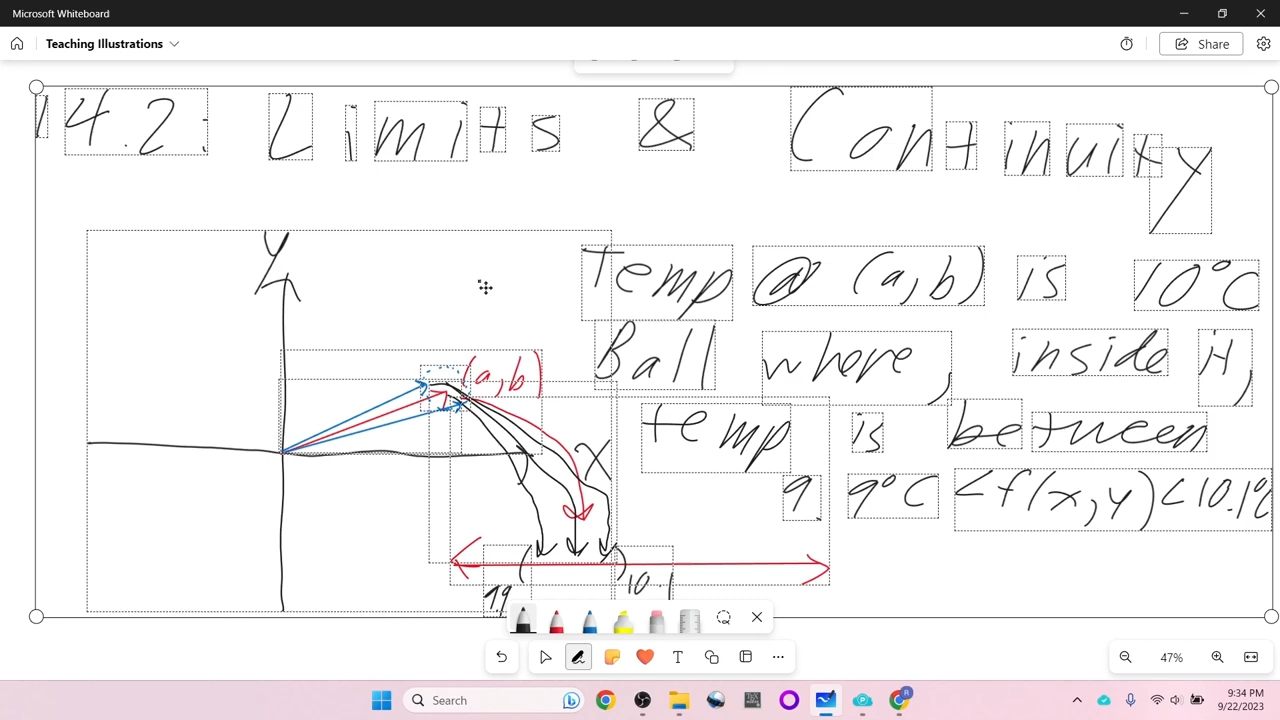 Microsoft Whiteboard
Teaching Illustrations
Share
14.2: Limits & Continuity
y
Temp @ (a,b) is 10°C
Ball where, inside it,
(a,b)
temp is between
x
9.9°C <f(x,y)<10.1°C
( )
9.9 10.1
47%
Search
9:34 PM
9/22/2023